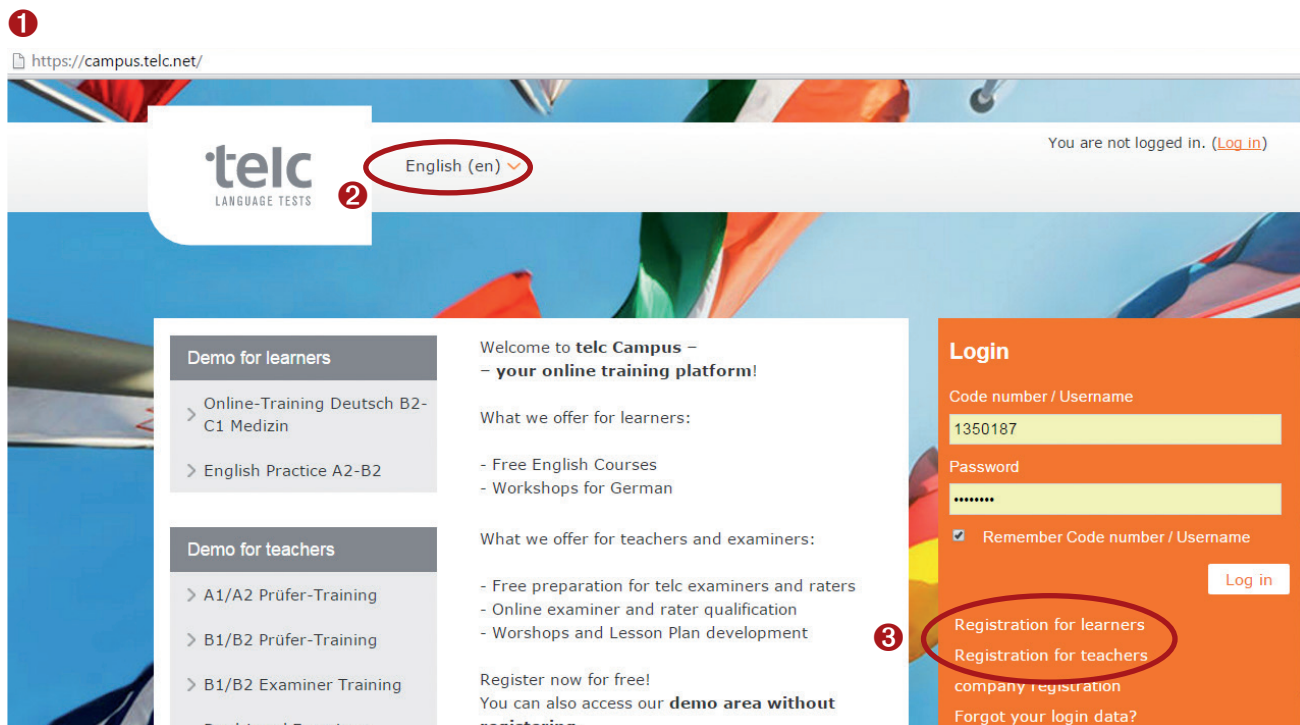 1
https://campus.telc.net/
telc
LANGUAGE TESTS
2
English (en)
You are not logged in. (Log in)
Demo for learners
Online-Training Deutsch B2-
C1 Medizin
English Practice A2-B2
Demo for teachers
A1/A2 Prüfer-Training
B1/B2 Prüfer-Training
B1/B2 Examiner Training
Welcome to telc Campus –
– your online training platform!
What we offer for learners:
- Free English Courses
- Workshops for German
What we offer for teachers and examiners:
- Free preparation for telc examiners and raters
- Online examiner and rater qualification
- Worshops and Lesson Plan development
Register now for free!
You can also access our demo area without
registering
Login
Code number / Username
1350187
Password
••••••••
Remember Code number / Username
Log in
3
Registration for learners
Registration for teachers
company registration
Forgot your login data?